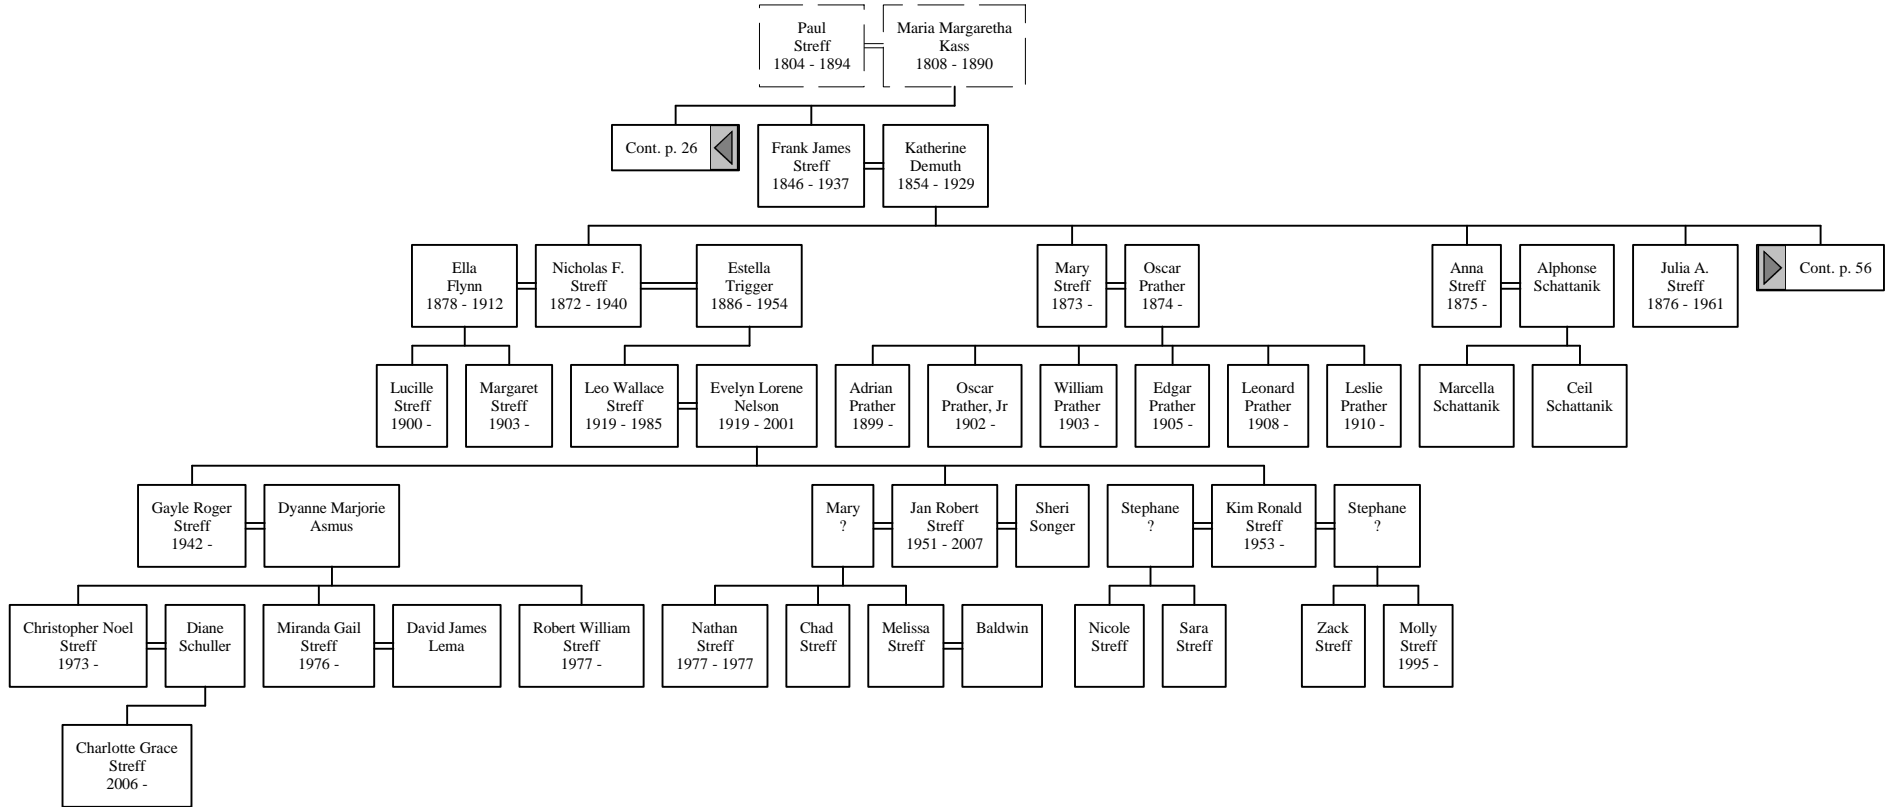 Paul
Streff
1804 - 1894
Maria Margaretha
Kass
1808 - 1890
Cont. p. 26
Frank James
Streff
1846 - 1937
Katherine
Demuth
1854 - 1929
Ella
Flynn
1878 - 1912
Nicholas F.
Streff
1872 - 1940
Estella
Trigger
1886 - 1954
Mary
Streff
1873 -
Oscar
Prather
1874 -
Anna
Streff
1875 -
Alphonse
Schattanik
Julia A.
Streff
1876 - 1961
Cont. p. 56
Lucille
Streff
1900 -
Margaret
Streff
1903 -
Leo Wallace
Streff
1919 - 1985
Evelyn Lorene
Nelson
1919 - 2001
Adrian
Prather
1899 -
Oscar
Prather, Jr
1902 -
William
Prather
1903 -
Edgar
Prather
1905 -
Leonard
Prather
1908 -
Leslie
Prather
1910 -
Marcella
Schattanik
Ceil
Schattanik
Gayle Roger
Streff
1942 -
Dyanne Marjorie
Asmus
Mary
?
Jan Robert
Streff
1951 - 2007
Sheri
Songer
Stephane
?
Kim Ronald
Streff
1953 -
Stephane
?
Christopher Noel
Streff
1973 -
Diane
Schuller
Miranda Gail
Streff
1976 -
David James
Lema
Robert William
Streff
1977 -
Nathan
Streff
1977 - 1977
Chad
Streff
Melissa
Streff
Baldwin
Nicole
Streff
Sara
Streff
Zack
Streff
Molly
Streff
1995 -
Charlotte Grace
Streff
2006 -